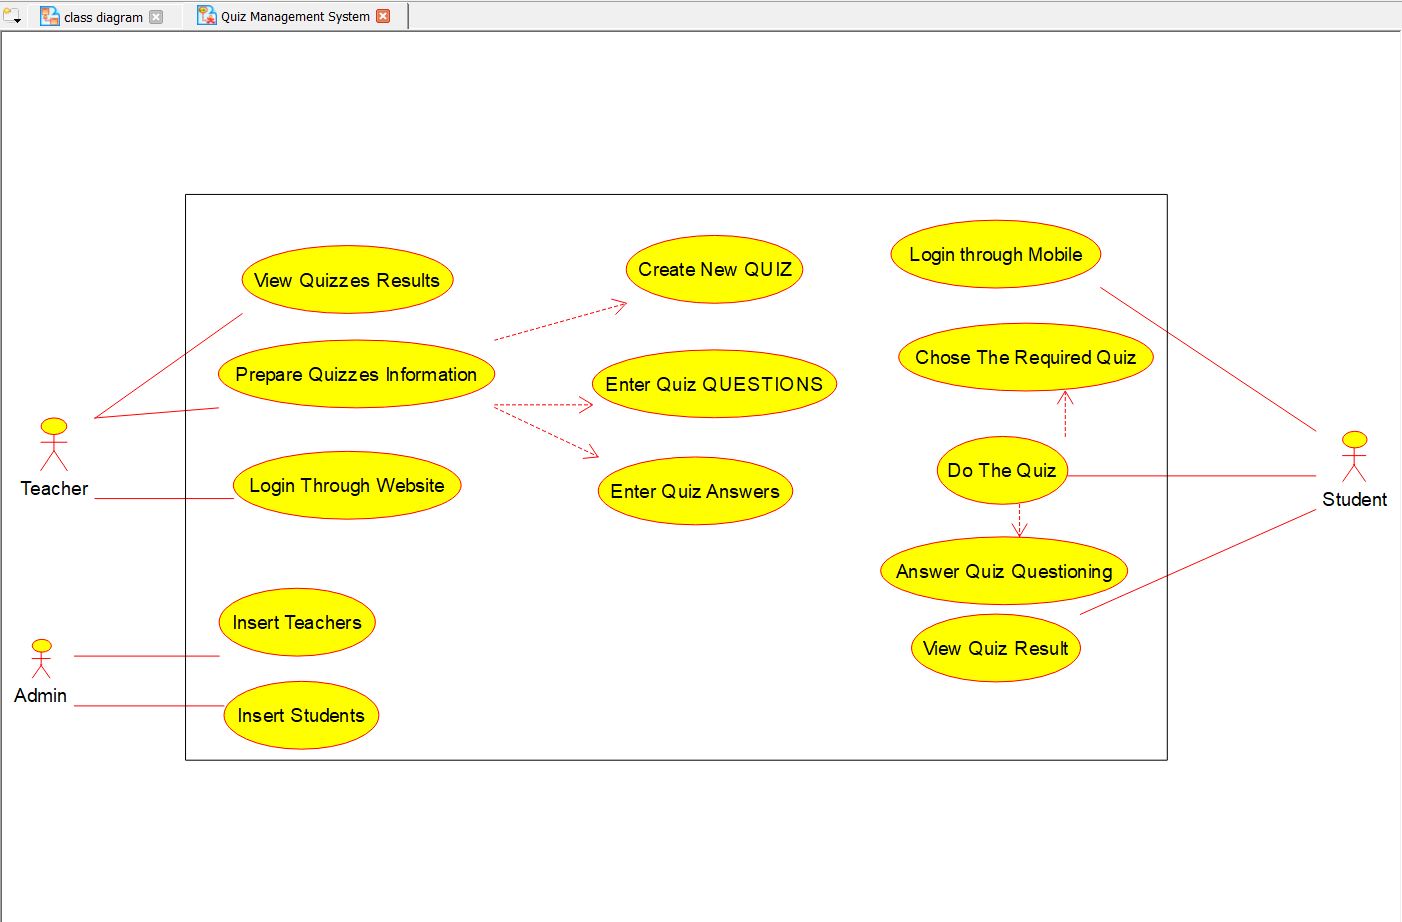 class diagram
Quiz Management System
View Quizzes Results
Create New QUIZ
Login through Mobile
Prepare Quizzes Information
Enter Quiz QUESTIONS
Chose The Required Quiz
Teacher
Login Through Website
Enter Quiz Answers
Do The Quiz
Student
Answer Quiz Questioning
Insert Teachers
View Quiz Result
Admin
Insert Students